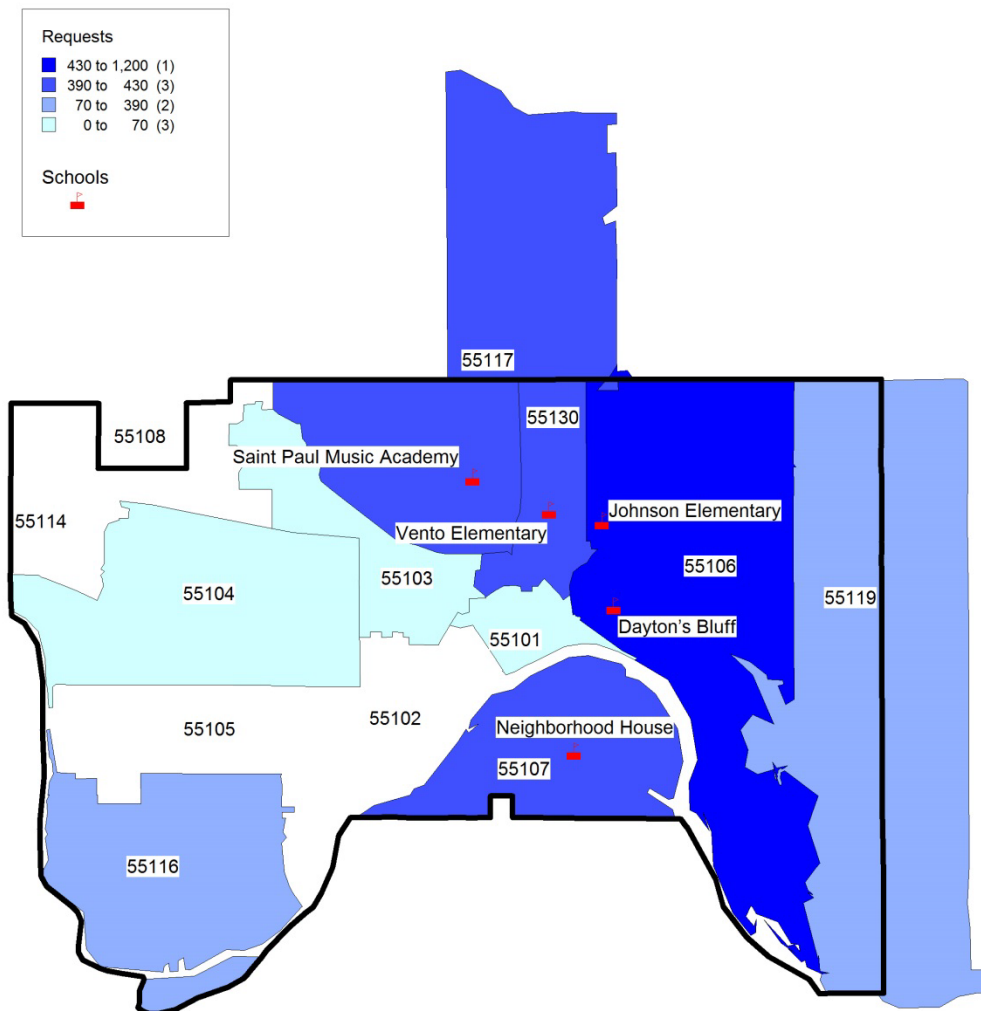 Requests
430 to 1,200 (1)
390 to 430 (3)
70 to 390 (2)
0 to 70 (3)
Schools
55117
55108
55130
Saint Paul Music Academy
55114
Vento Elementary
Johnson Elementary
55103
55106
55104
55119
55101
Dayton's Bluff
55105
55102
Neighborhood House
55107
55116